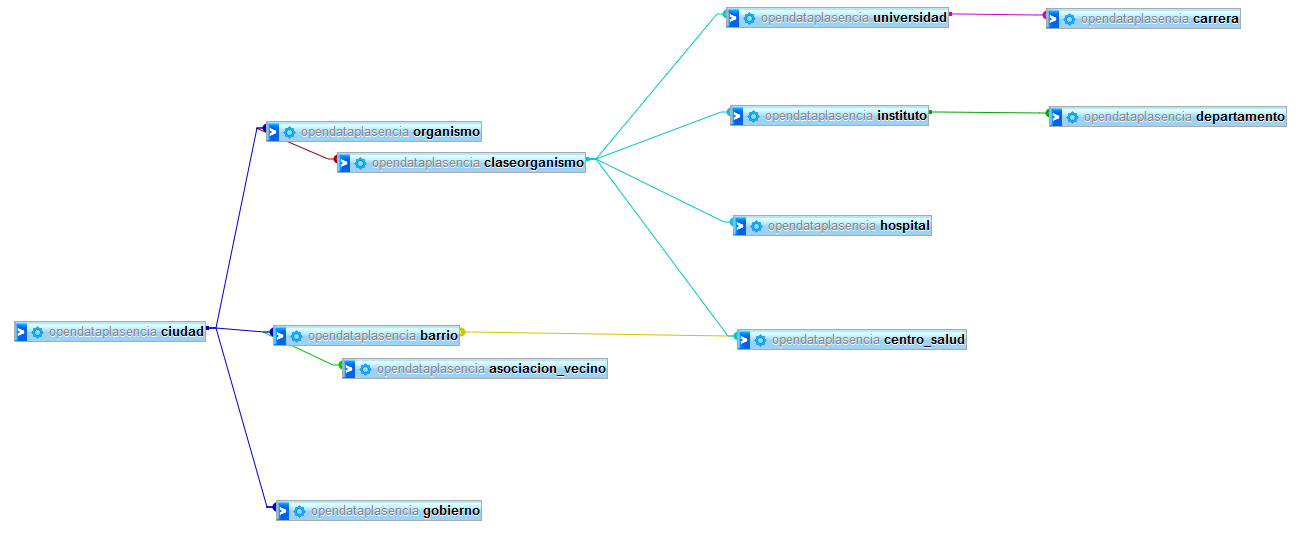 opendataplasencia universidad
opendataplasencia carrera
opendataplasencia instituto
opendataplasencia departamento
opendataplasencia organismo
opendataplasencia claseorganismo
opendataplasencia hospital
opendataplasencia ciudad
opendataplasencia barrio
opendataplasencia centro_salud
opendataplasencia asociacion_vecino
opendataplasencia gobierno